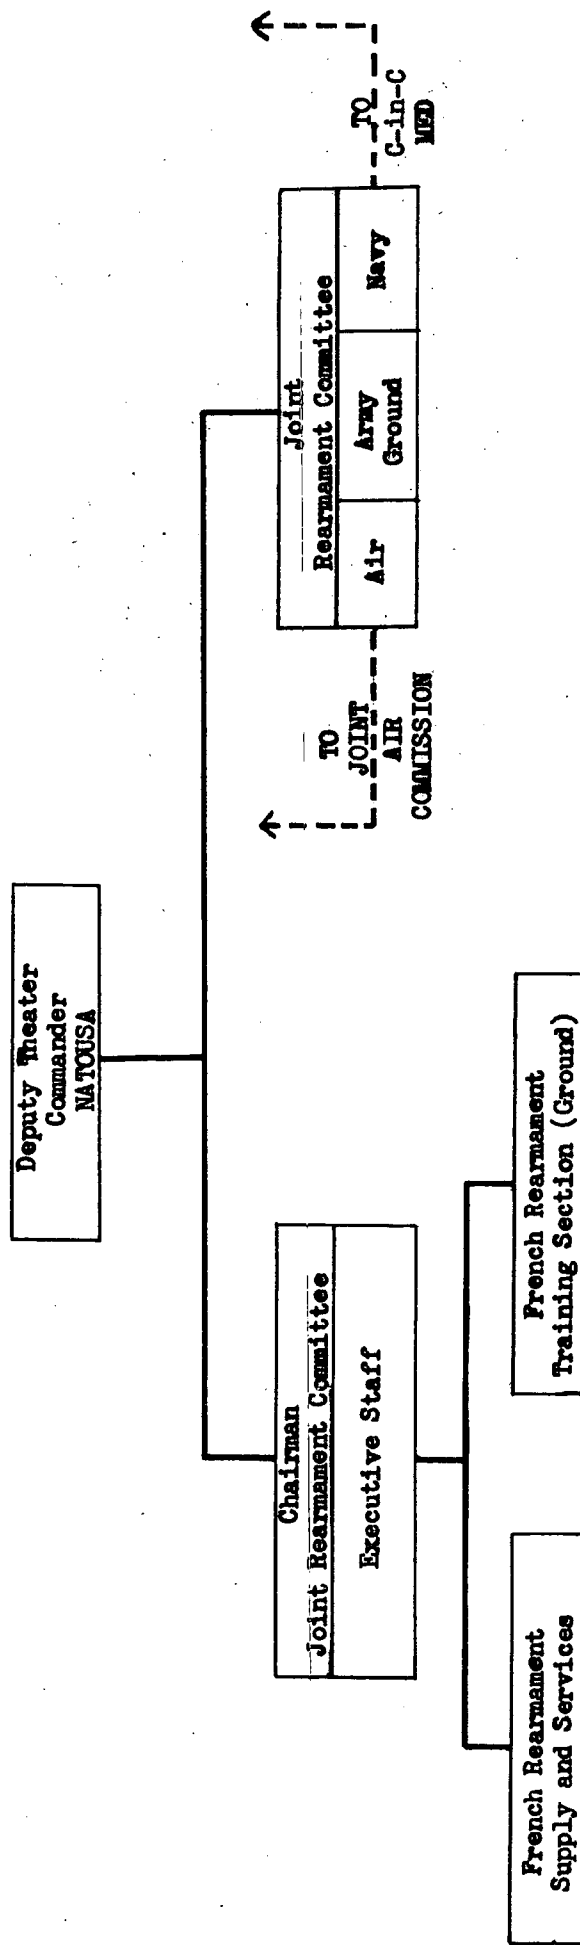 Deputy Theater
Commander
NATOUSA
Chairman
Joint Rearmament Committee
Executive Staff
Joint
Rearmament Committee
Air
Army
Ground
Navy
TO
JOINT
AIR
COMMISSION
TO
C-in-C
MED
French Rearmament
Supply and Services
French Rearmament
Training Section (Ground)